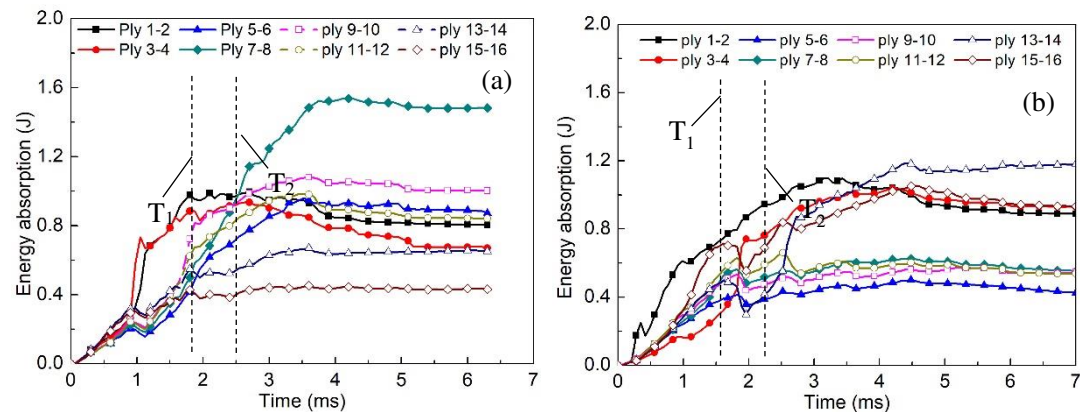 2.0
1.6
1.2
0.8
0.4
0.0
Energy absorption (J)
Ply 1-2 Ply 5-6 ply 9-10 ply 13-14
Ply 3-4 Ply 7-8 ply 11-12 ply 15-16
(a)
T1
T2
0 1 2 3 4 5 6 7
Time (ms)
2.0
1.6
1.2
0.8
0.4
0.0
Energy absorption (J)
ply 1-2 ply 5-6 ply 9-10 ply 13-14
ply 3-4 ply 7-8 ply 11-12 ply 15-16
(b)
T1
T2
0 1 2 3 4 5 6 7
Time (ms)